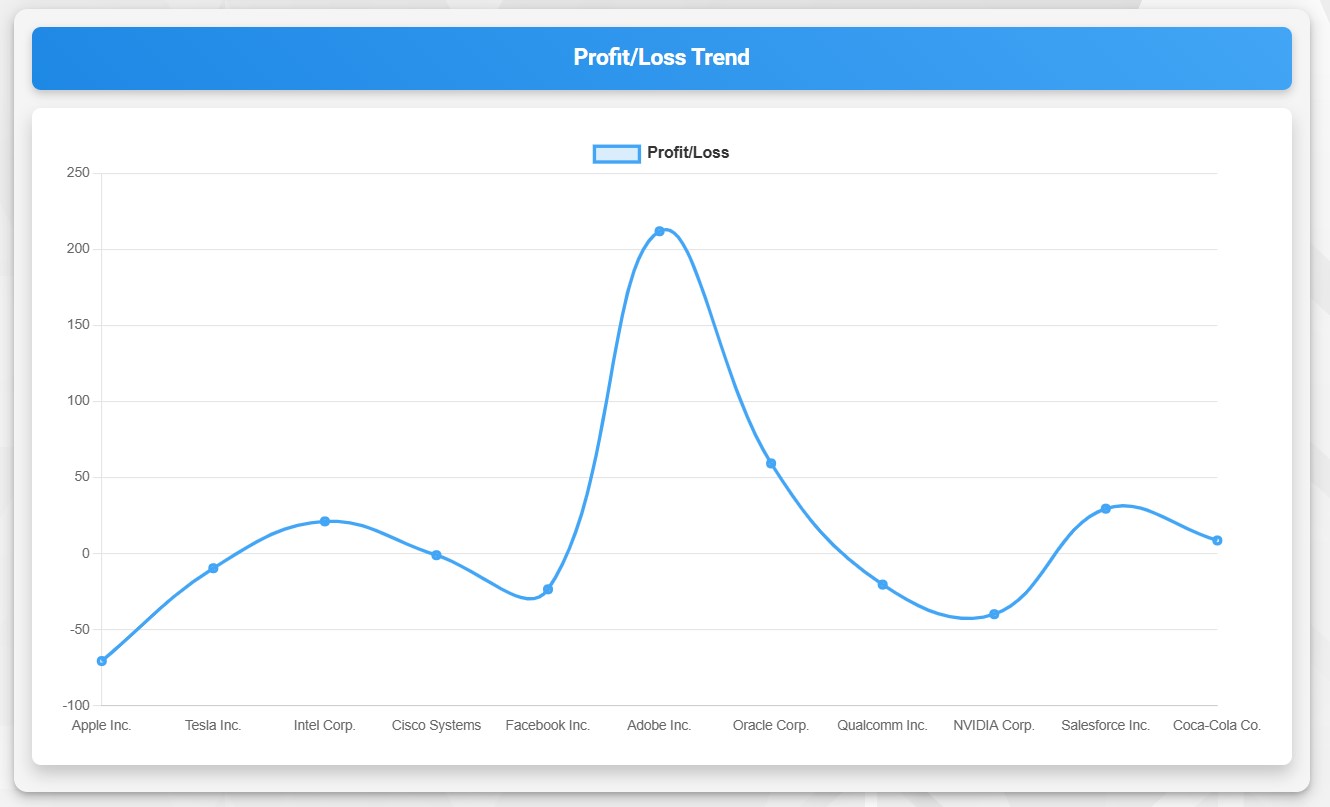 Profit/Loss Trend
Profit/Loss
250
200
150
100
50
0
-50
-100
Apple Inc. Tesla Inc. Intel Corp. Cisco Systems Facebook Inc. Adobe Inc. Oracle Corp. Qualcomm Inc. NVIDIA Corp. Salesforce Inc. Coca-Cola Co.